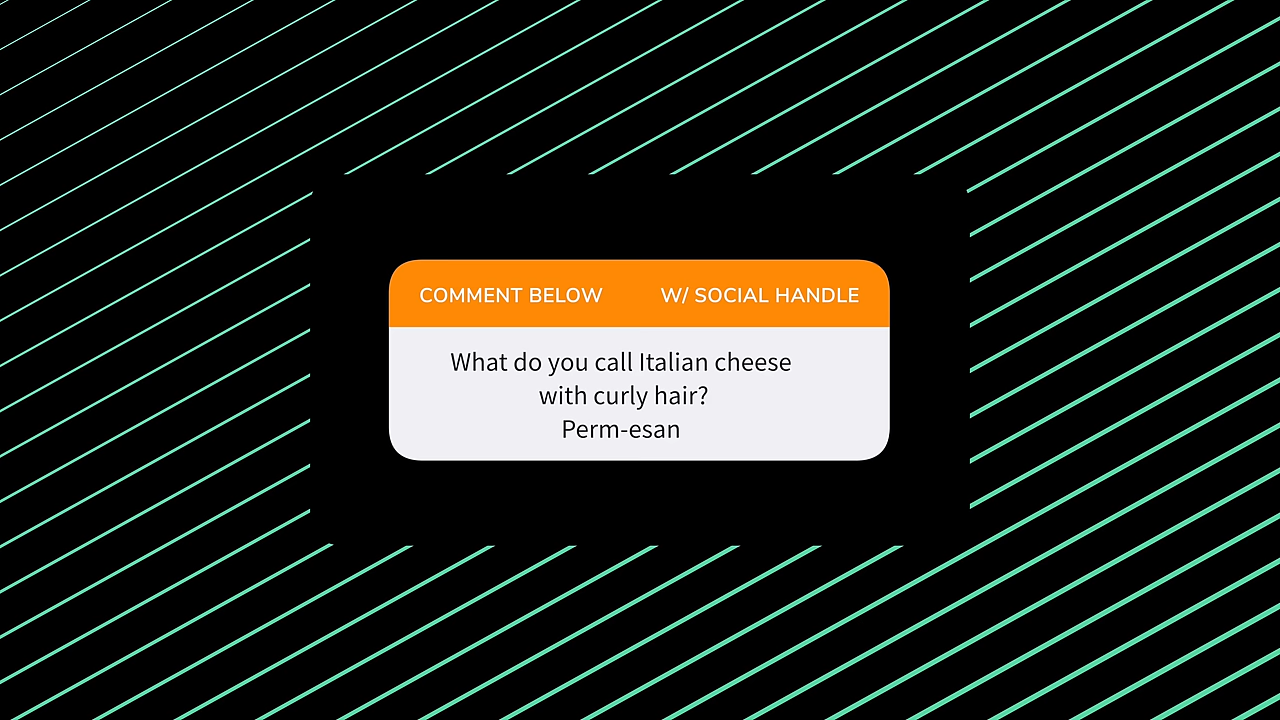 COMMENT BELOW W/ SOCIAL HANDLE
What do you call Italian cheese
with curly hair?
Perm-esan